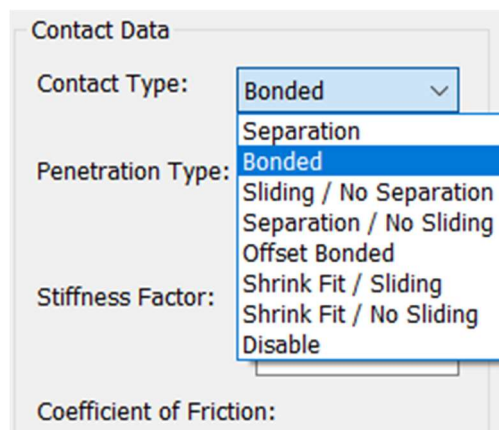 Contact Data
Contact Type:
Bonded
Separation
Bonded
Penetration Type:
Sliding / No Separation
Separation / No Sliding
Offset Bonded
Stiffness Factor:
Shrink Fit / Sliding
Shrink Fit / No Sliding
Disable
Coefficient of Friction: